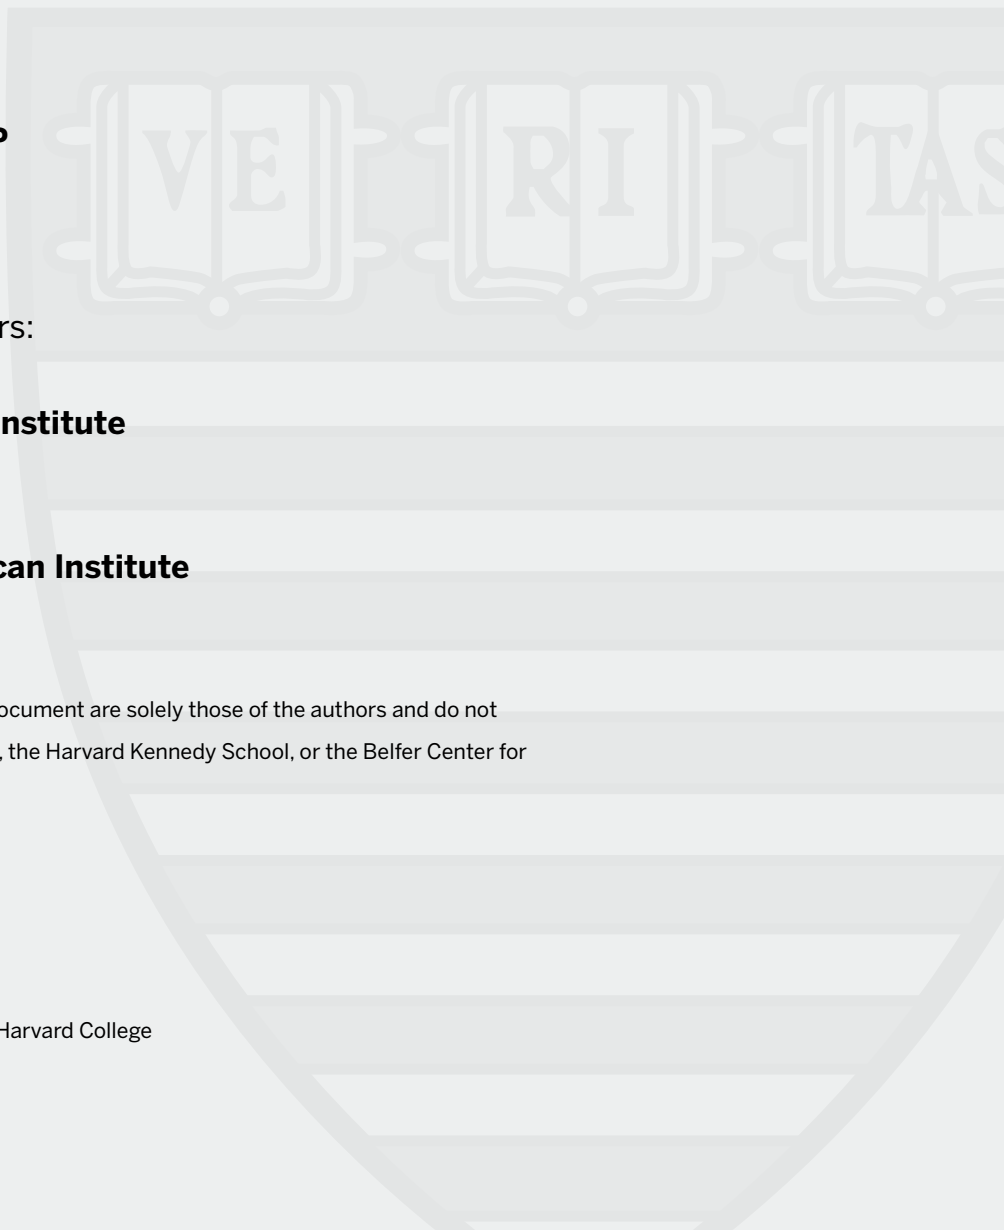 VE RI TAS
rs:
nstitute
can Institute
ocument are solely those of the authors and do not
, the Harvard Kennedy School, or the Belfer Center for
Harvard College